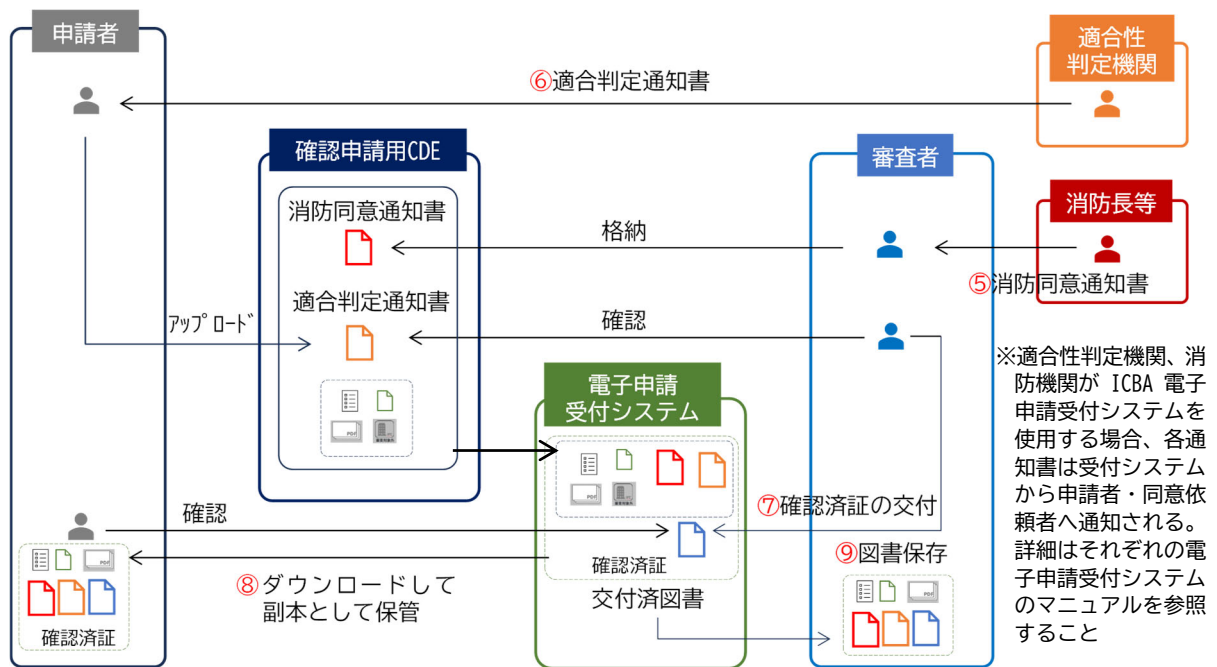 申請者
適合性
判定機関
⑥適合判定通知書
確認申請用CDE
審査者
消防同意通知書
消防長等
格納
⑤消防同意通知書
適合判定通知書
アップロード
確認
電子申請
受付システム
PDF
PDF
※適合性判定機関、消
防機関が ICBA 電子
申請受付システムを
使用する場合、各通
知書は受付システム
から申請者・同意依
頼者へ通知される。
詳細はそれぞれの電
子申請受付システム
のマニュアルを参照
すること
⑦確認済証の交付
確認
確認済証
交付済図書
⑨図書保存
PDF
PDF
⑧ダウンロードして
副本として保管
確認済証